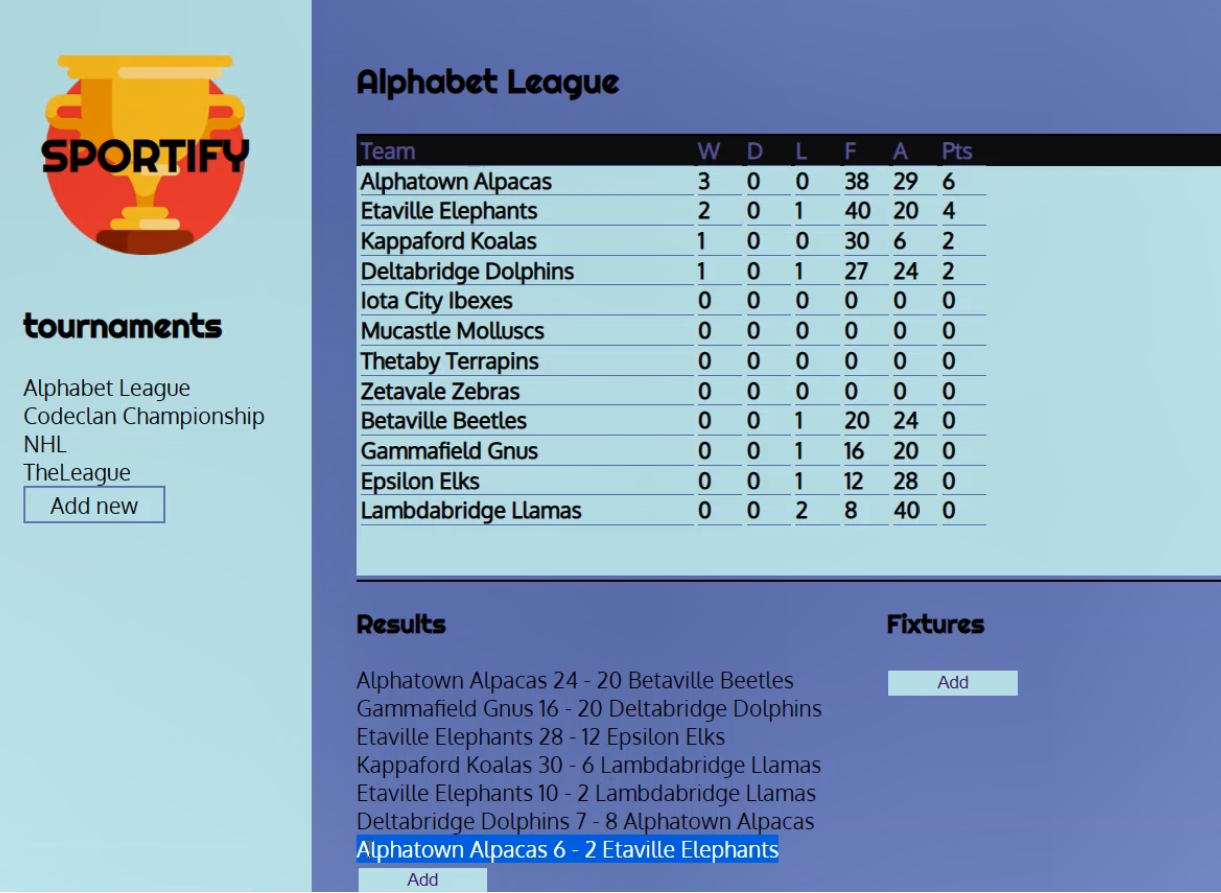 SPORTIFY
tournaments
Alphabet League
Codeclan Championship
NHL
TheLeague
Add new
Alphabet League
Team W D L F A Pts
Alphatown Alpacas 3 0 0 38 29 6
Etaville Elephants 2 0 1 40 20 4
Kappaford Koalas 1 0 0 30 6 2
Deltabridge Dolphins 1 0 1 27 24 2
Iota City Ibexes 0 0 0 0 0 0
Mucastle Molluscs 0 0 0 0 0 0
Thetaby Terrapins 0 0 0 0 0 0
Zetavale Zebras 0 0 0 0 0 0
Betaville Beetles 0 0 1 20 24 0
Gammafield Gnus 0 0 1 16 20 0
Epsilon Elks 0 0 1 12 28 0
Lambdabridge Llamas 0 0 2 8 40 0
Results
Alphatown Alpacas 24 - 20 Betaville Beetles
Gammafield Gnus 16 - 20 Deltabridge Dolphins
Etaville Elephants 28 - 12 Epsilon Elks
Kappaford Koalas 30 - 6 Lambdabridge Llamas
Etaville Elephants 10 - 2 Lambdabridge Llamas
Deltabridge Dolphins 7 - 8 Alphatown Alpacas
Alphatown Alpacas 6 - 2 Etaville Elephants
Add
Fixtures
Add